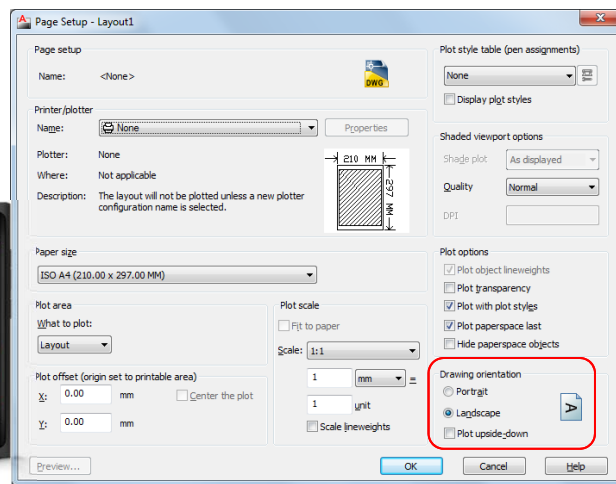 Page Setup - Layout1
Page setup
Name: <None>
DWG
Printer/plotter
Name: None
Properties
Plotter: None
Where: Not applicable
Description: The layout will not be plotted unless a new plotter
configuration name is selected.
210 MM
297 MM
Paper size
ISO A4 (210.00 x 297.00 MM)
Plot area
What to plot:
Layout
Plot offset (origin set to printable area)
X: 0.00 mm
Center the plot
Y: 0.00 mm
Plot scale
Fit to paper
Scale: 1:1
1 mm =
1 unit
Scale lineweights
Plot style table (pen assignments)
None
Display plot styles
Shaded viewport options
Shade plot As displayed
Quality Normal
DPI
Plot options
Plot object lineweights
Plot transparency
Plot with plot styles
Plot paperspace last
Hide paperspace objects
Drawing orientation
Portrait
Landscape
A
Plot upside-down
Preview...
OK
Cancel
Help